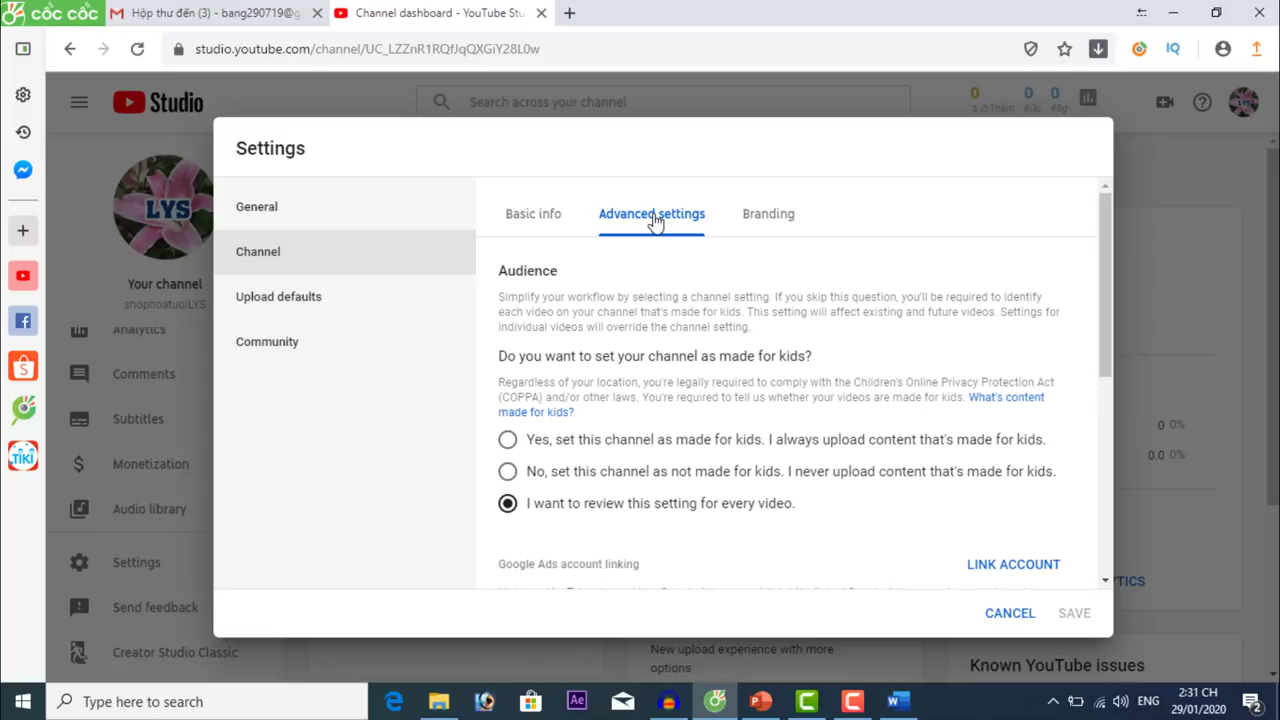 cốc cốc
Hộp thư đến (3) - bang290719@g
Channel dashboard - YouTube Stu
studio.youtube.com/channel/UC_LZZnR1RQfJqQXGiY28L0w
IQ
Studio
Search across your channel
0 0 0
60p 48g
Settings
LYS
Your channel
shophoatuoiLYS
Analytics
Comments
Subtitles
Monetization
Audio library
Settings
Send feedback
Creator Studio Classic
General
Channel
Upload defaults
Community
Basic info Advanced settings Branding
Audience
Simplify your workflow by selecting a channel setting. If you skip this question, you'll be required to identify
each video on your channel that's made for kids. This setting will affect existing and future videos. Settings for
individual videos will override the channel setting.
Do you want to set your channel as made for kids?
Regardless of your location, you're legally required to comply with the Children's Online Privacy Protection Act
(COPPA) and/or other laws. You're required to tell us whether your videos are made for kids. What's content
made for kids?
Yes, set this channel as made for kids. I always upload content that's made for kids.
No, set this channel as not made for kids. I never upload content that's made for kids.
I want to review this setting for every video.
Google Ads account linking LINK ACCOUNT
CANCEL SAVE
0 0%
0.0 0%
YTICS
New upload experience with more
options
Known YouTube issues
TIKI
Type here to search
Ae
ENG
2:31 CH
29/01/2020
2